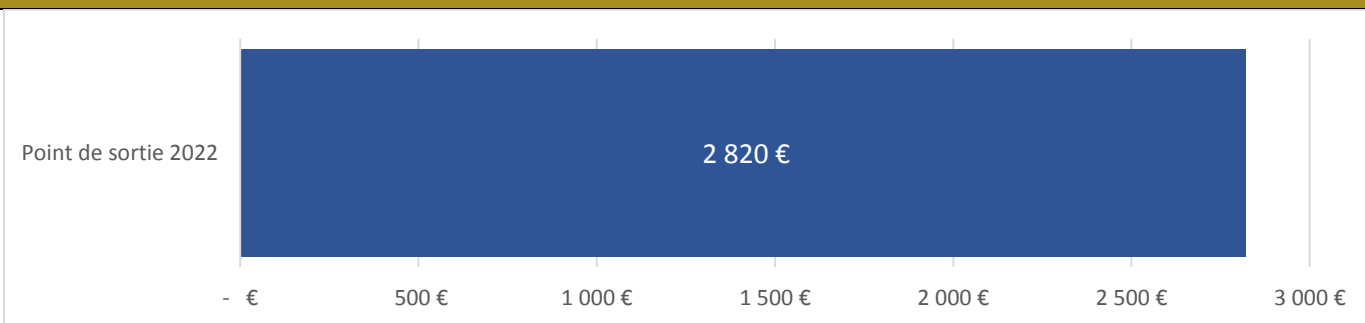 Point de sortie 2022
2 820 €
- €
500 €
1 000 €
1 500 €
2 000 €
2 500 €
3 000 €